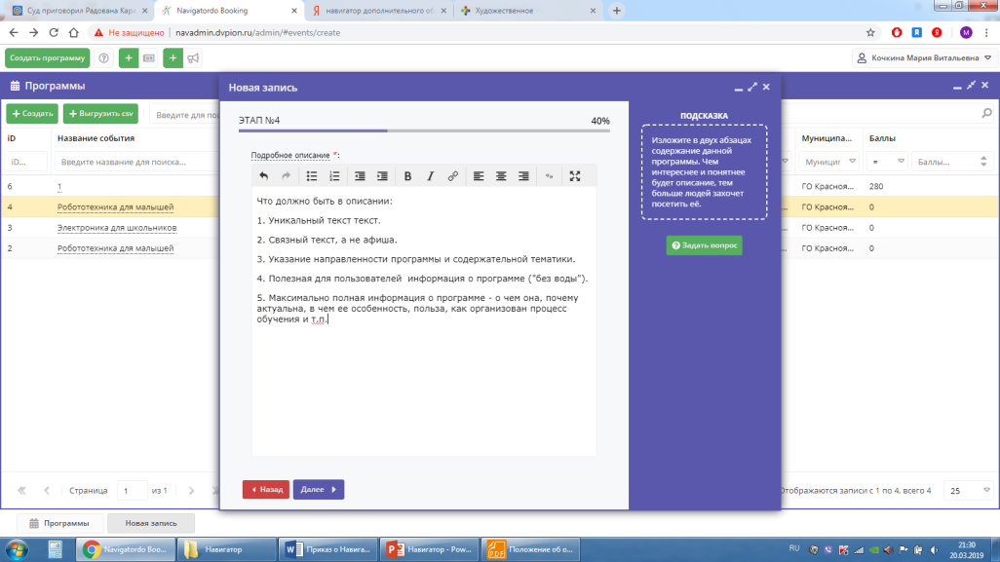 Суд приговорил Радована Кара
Navigatordo Booking
навигатор дополнительного об
Художественное
Не защищено
navadmin.dvpion.ru/admin/#events/create
M
Создать программу
Кочкина Мария Витальевна
Программы
Создать
Выгрузить csv
Введите для пои
iD
Название события
Муниципа...
Баллы
iD...
Введите название для поиска...
Муницип
=
Баллы...
6
1
ГО Краснояр...
280
4
Робототехника для малышей
ГО Краснояр...
0
3
Электроника для школьников
ГО Краснояр...
0
2
Робототехника для малышей
ГО Краснояр...
0
Страница
1
из 1
Отображаются записи с 1 по 4, всего 4
25
Новая запись
ЭТАП №4
40%
Подробное описание *:
Что должно быть в описании:
1. Уникальный текст текст.
2. Связный текст, а не афиша.
3. Указание направленности программы и содержательной тематики.
4. Полезная для пользователей информация о программе ("без воды").
5. Максимально полная информация о программе - о чем она, почему
актуальна, в чем ее особенность, польза, как организован процесс
обучения и т.п.
Назад
Далее
ПОДСКАЗКА
Изложите в двух абзацах
содержание данной
программы. Чем
интереснее и понятнее
будет описание, тем
больше людей захочет
посетить её.
Задать вопрос
Программы
Новая запись
Navigatordo Boo...
Навигатор
Приказ о Навига...
Навигатор - Pow...
Положение об о...
RU
21:30
20.03.2019